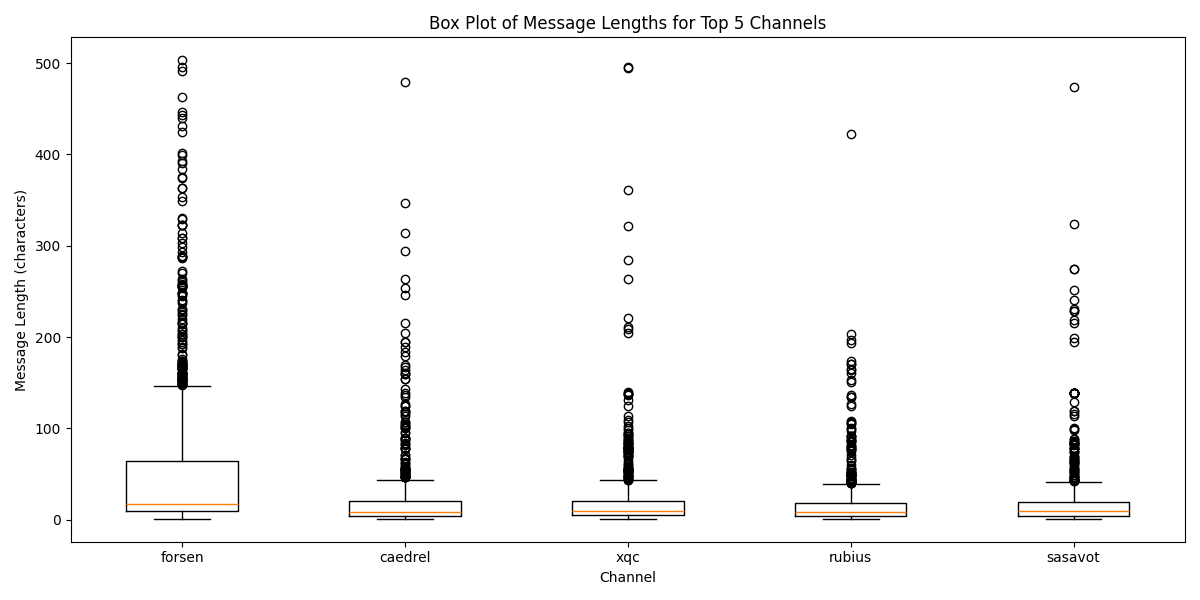 Box Plot of Message Lengths for Top 5 Channels
Message Length (characters)
500
400
300
200
100
0
forsen caedrel xqc rubius sasavot
Channel